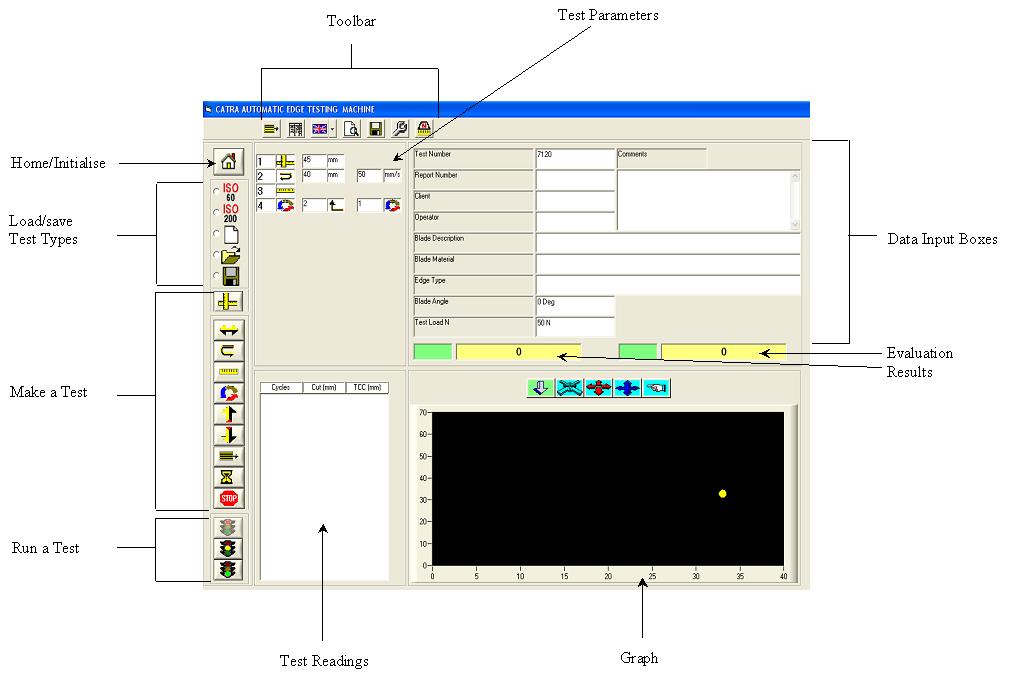 Toolbar
Test Parameters
CATRA AUTOMATIC EDGE TESTING MACHINE
Home/Initialise
Load/save
Test Types
Make a Test
Run a Test
ISO
60
ISO
200
STOP
1 45 mm
2 40 mm 50 mm/s
3
4 2 1
Test Number 7120 Comments
Report Number
Client
Operator
Blade Description
Blade Material
Edge Type
Blade Angle 0 Deg
Test Load N 50 N
0 0
Data Input Boxes
Evaluation
Results
Cycles Cut (mm) TCC (mm)
70
60
50
40
30
20
10
0
0 5 10 15 20 25 30 35 40
Test Readings
Graph